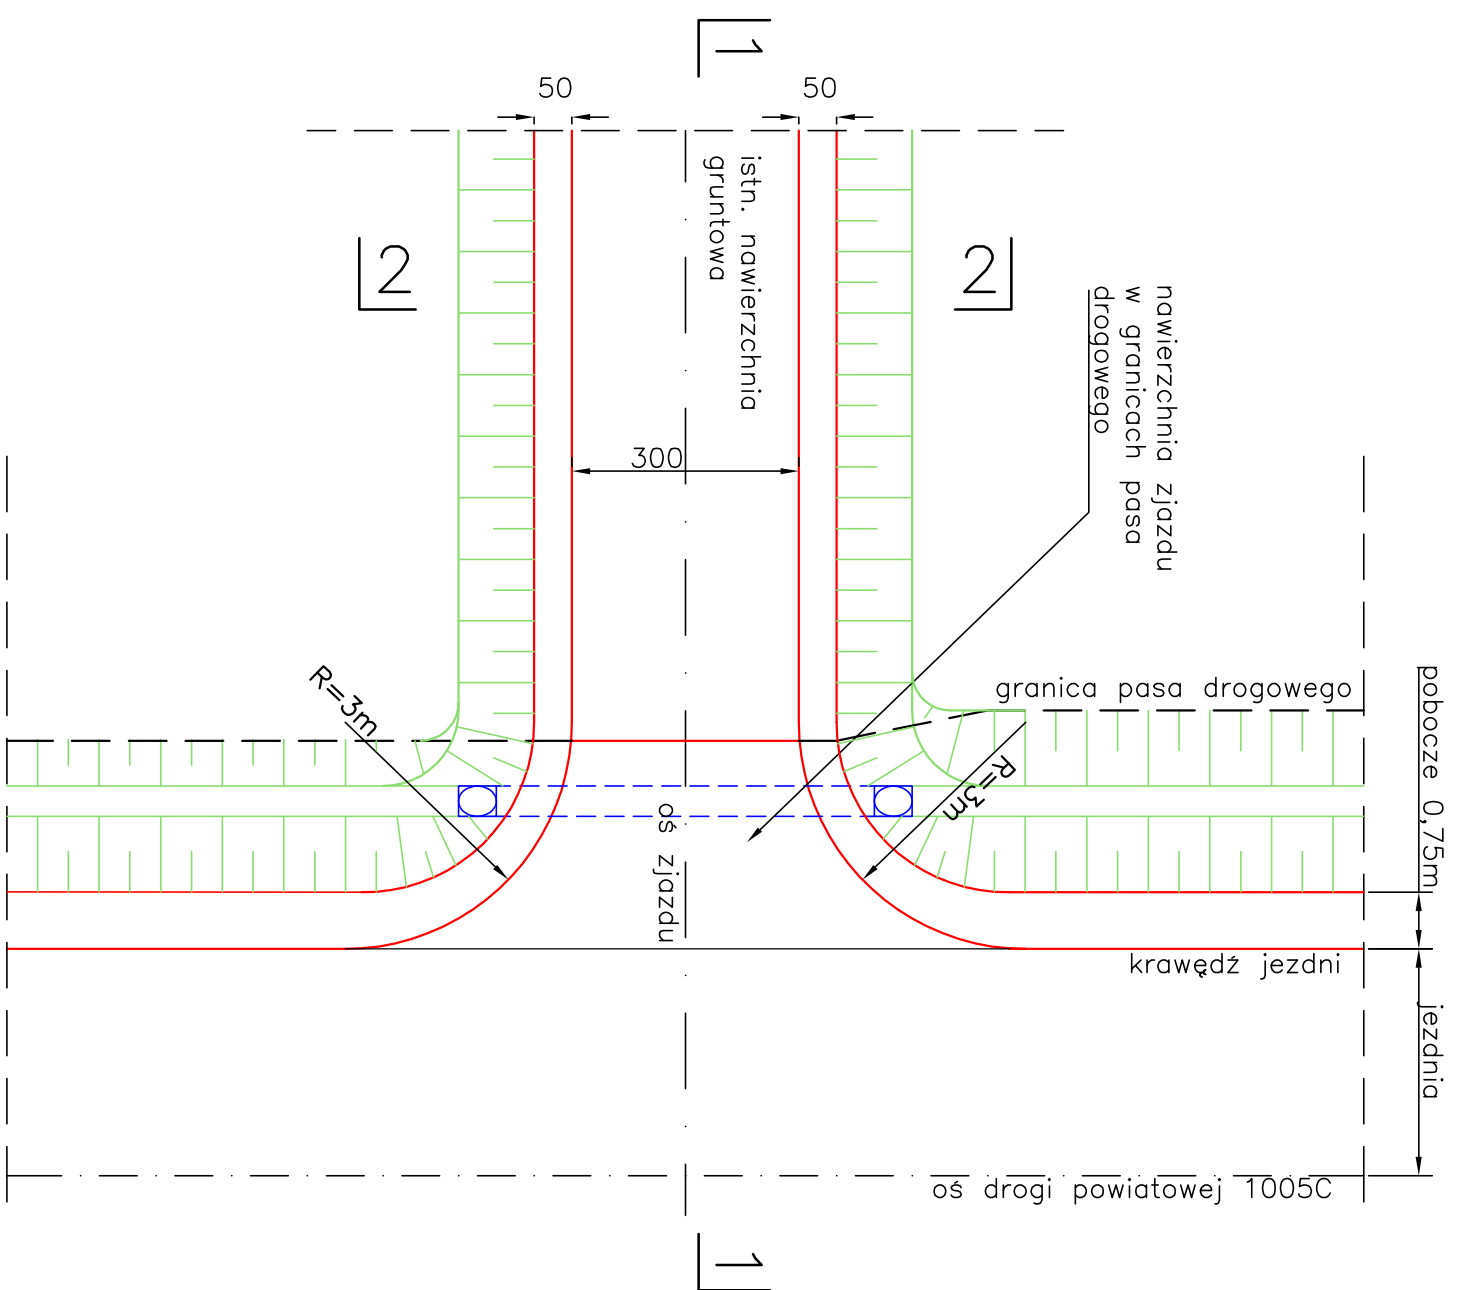 1
50
50
istn. nawierzchnia
gruntowa
2
2
nawierzchnia zjazdu
w granicach pasa
drogowego
300
R=3m
granica pasa drogowego
pobocze 0,75m
R=3m
oś zjazdu
krawędź jezdni
jezdnia
oś drogi powiatowej 1005C
1